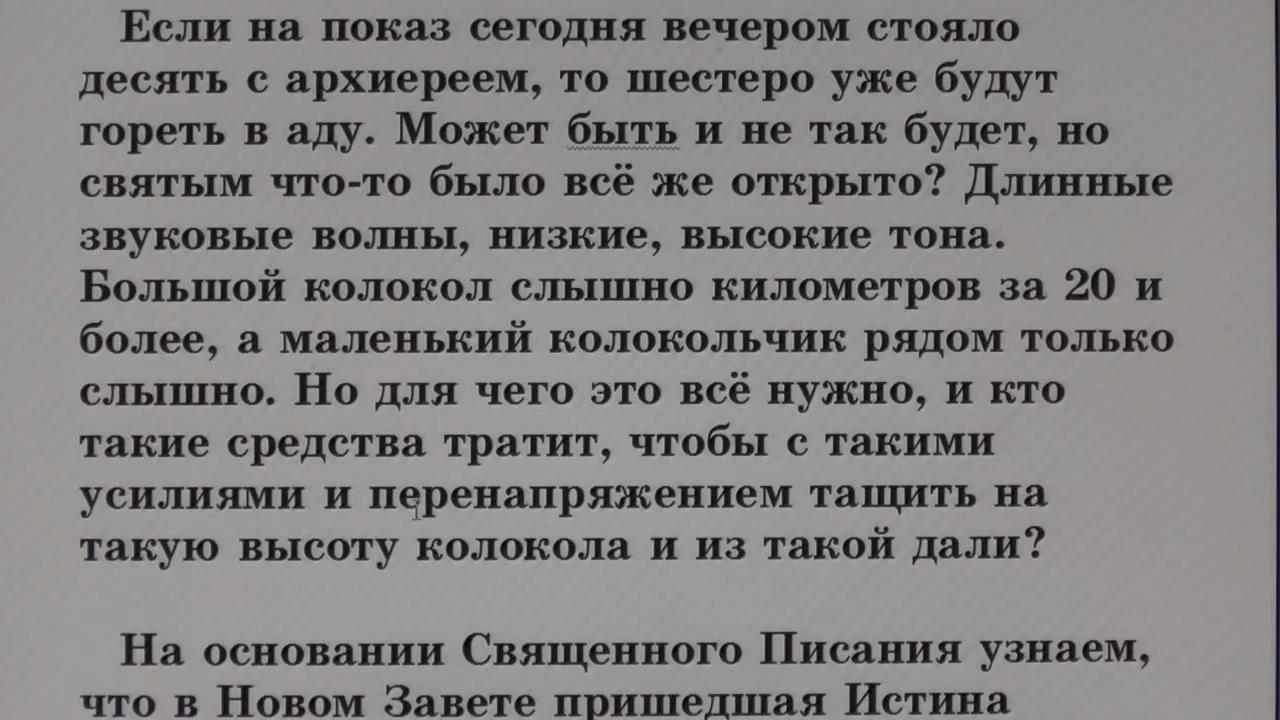 Если на показ сегодня вечером стояло
десять с архиереем, то шестеро уже будут
гореть в аду. Может быть и не так будет, но
святым что-то было всё же открыто? Длинные
звуковые волны, низкие, высокие тона.
Большой колокол слышно километров за 20 и
более, а маленький колокольчик рядом только
слышно. Но для чего это всё нужно, и кто
такие средства тратит, чтобы с такими
усилиями и перенапряжением тащить на
такую высоту колокола и из такой дали?
На основании Священного Писания узнаем,
что в Новом Завете пришедшая Истина